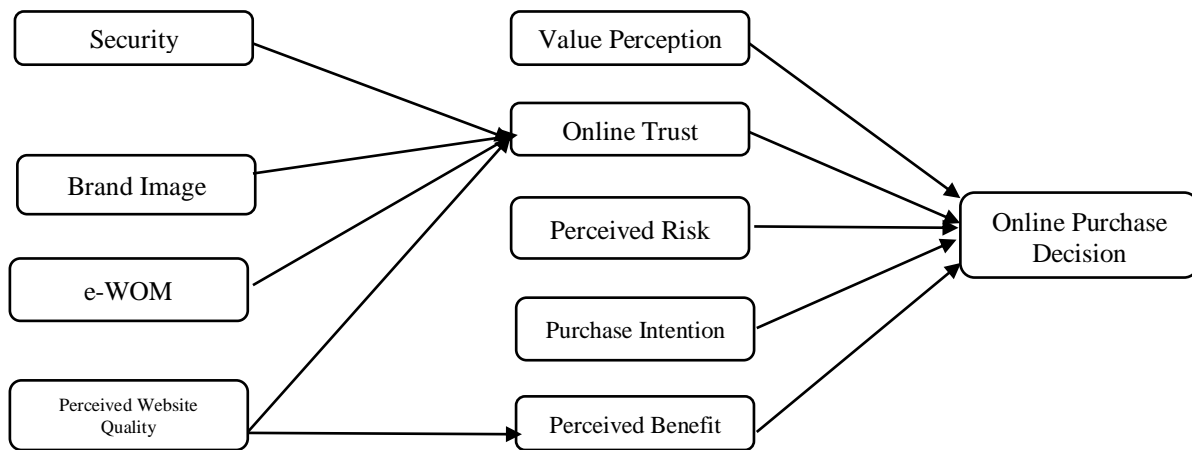 Security
Value Perception
Online Trust
Brand Image
Perceived Risk
Online Purchase
Decision
e-WOM
Purchase Intention
Perceived Website
Quality
Perceived Benefit